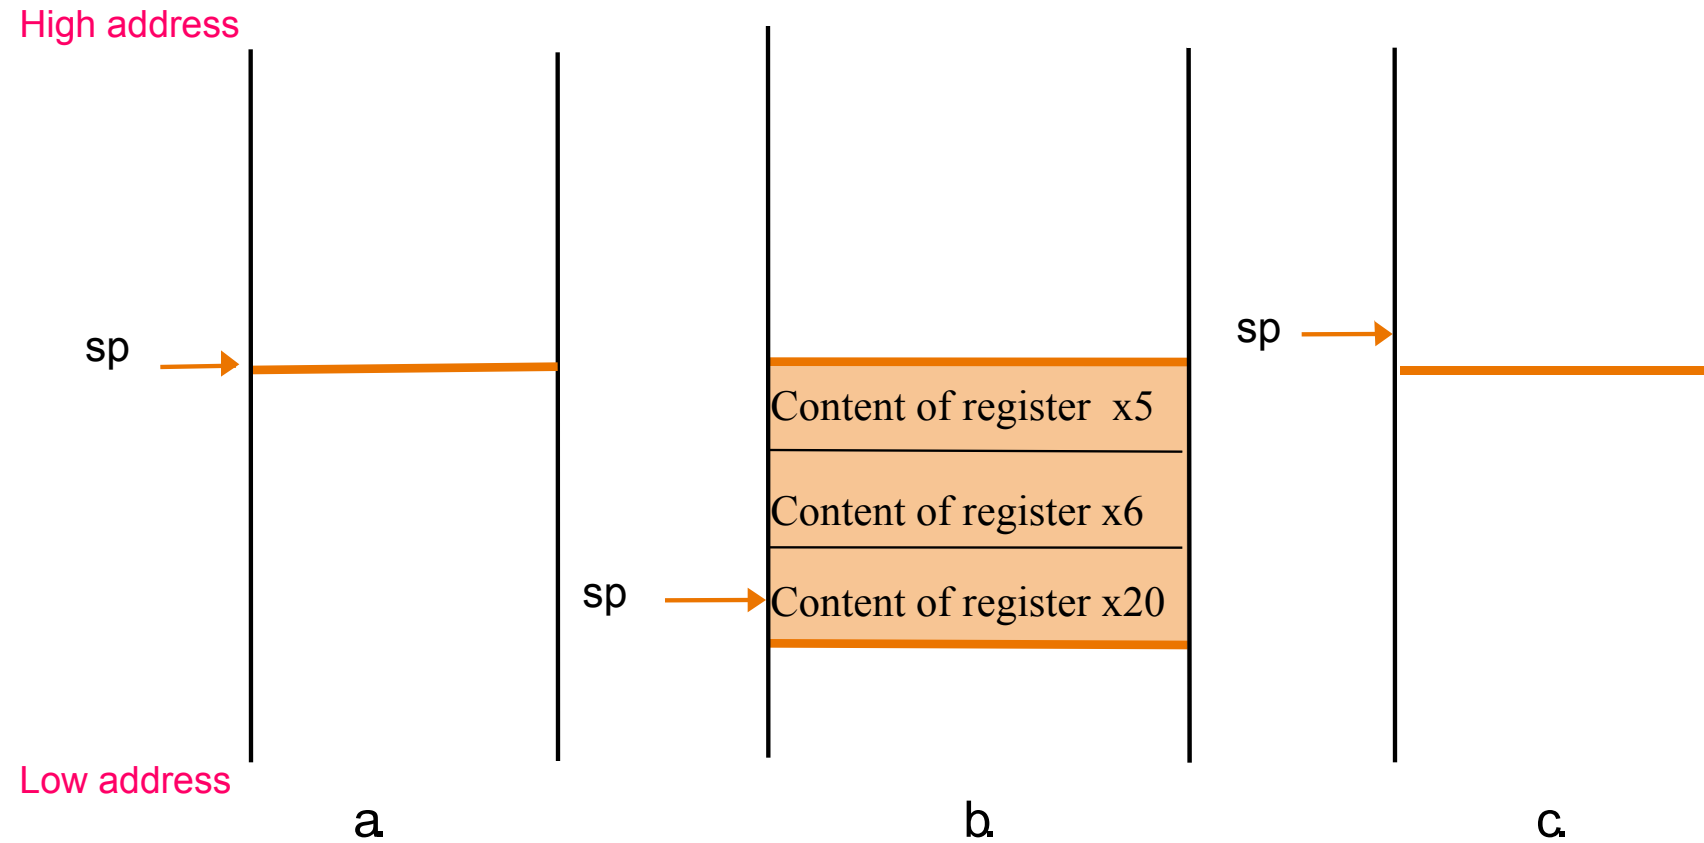 High address
sp
sp
Content of register x5
Content of register x6
sp
Content of register x20
Low address
a.
b.
c.